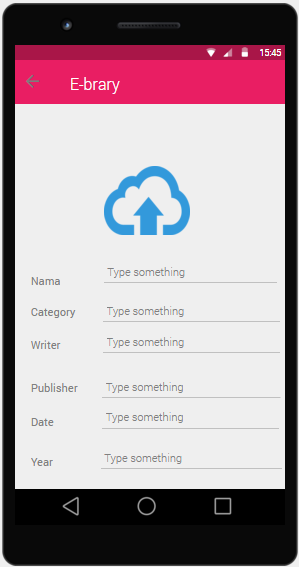 15:45
E-brary
Nama Type something
Category Type something
Writer Type something
Publisher Type something
Date Type something
Year Type something